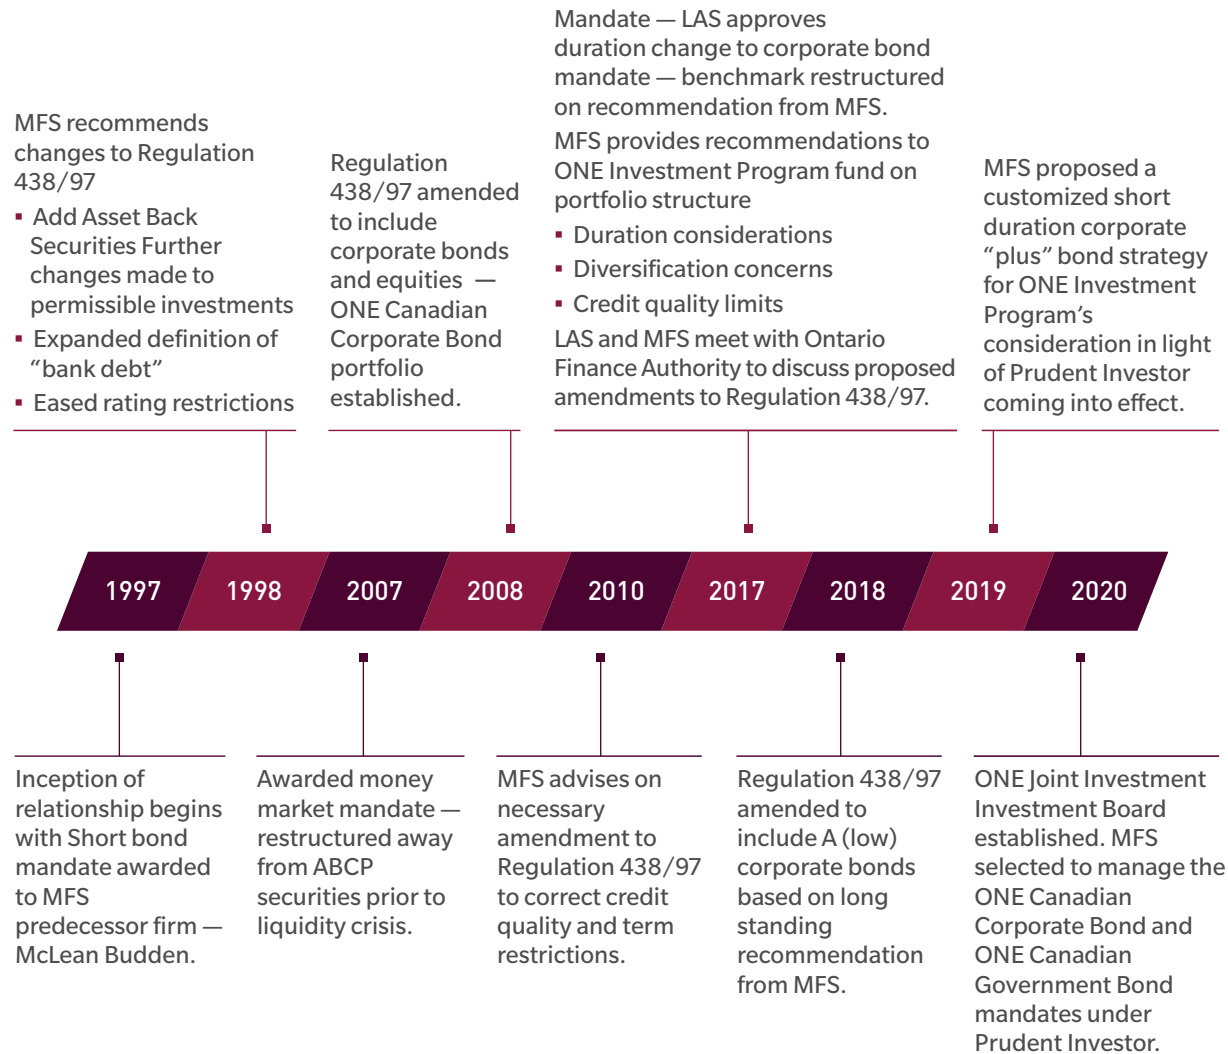 MFS recommends
changes to Regulation
438/97
▪ Add Asset Back
Securities Further
changes made to
permissible investments
▪ Expanded definition of
“bank debt”
▪ Eased rating restrictions
Regulation
438/97 amended
to include
corporate bonds
and equities —
ONE Canadian
Corporate Bond
portfolio
established.
Mandate — LAS approves
duration change to corporate bond
mandate — benchmark restructured
on recommendation from MFS.
MFS provides recommendations to
ONE Investment Program fund on
portfolio structure
▪ Duration considerations
▪ Diversification concerns
▪ Credit quality limits
LAS and MFS meet with Ontario
Finance Authority to discuss proposed
amendments to Regulation 438/97.
MFS proposed a
customized short
duration corporate
“plus” bond strategy
for ONE Investment
Program’s
consideration in light
of Prudent Investor
coming into effect.
1997 1998 2007 2008 2010 2017 2018 2019 2020
Inception of
relationship begins
with Short bond
mandate awarded
to MFS
predecessor firm —
McLean Budden.
Awarded money
market mandate —
restructured away
from ABCP
securities prior to
liquidity crisis.
MFS advises on
necessary
amendment to
Regulation 438/97
to correct credit
quality and term
restrictions.
Regulation 438/97
amended to
include A (low)
corporate bonds
based on long
standing
recommendation
from MFS.
ONE Joint Investment
Investment Board
established. MFS
selected to manage the
ONE Canadian
Corporate Bond and
ONE Canadian
Government Bond
mandates under
Prudent Investor.